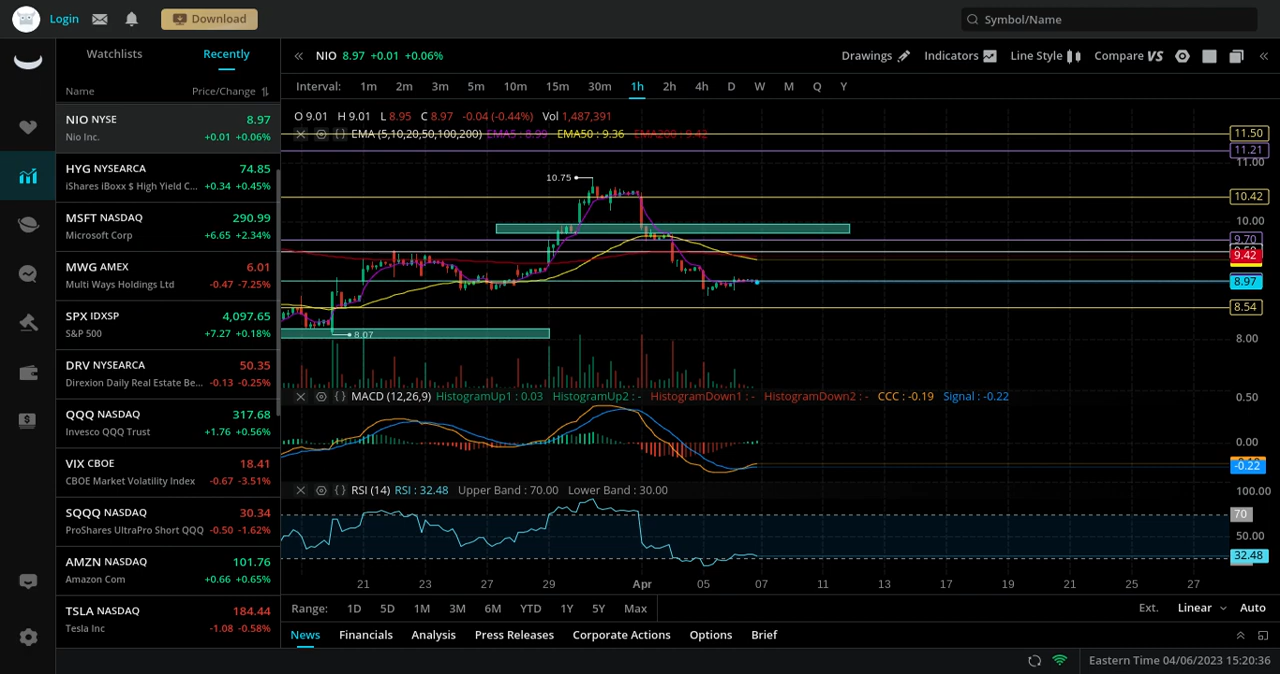 Login
Download
Symbol/Name
Watchlists
Recently
Name
Price/Change
NIO NYSE
8.97
Nio Inc.
+0.01 +0.06%
HYG NYSEARCA
74.85
iShares iBoxx $ High Yield C...
+0.34 +0.45%
MSFT NASDAQ
290.99
Microsoft Corp
+6.65 +2.34%
MWG AMEX
6.01
Multi Ways Holdings Ltd
-0.47 -7.25%
SPX IDXSP
4,097.65
S&P 500
+7.27 +0.18%
DRV NYSEARCA
50.35
Direxion Daily Real Estate Be...
-0.13 -0.25%
QQQ NASDAQ
317.68
Invesco QQQ Trust
+1.76 +0.56%
VIX CBOE
18.41
CBOE Market Volatility Index
-0.67 -3.51%
SQQQ NASDAQ
30.34
ProShares UltraPro Short QQQ
-0.50 -1.62%
AMZN NASDAQ
101.76
Amazon Com
+0.66 +0.65%
TSLA NASDAQ
184.44
Tesla Inc
-1.08 -0.58%
NIO 8.97 +0.01 +0.06%
Drawings
Indicators
Line Style
Compare VS
Interval: 1m 2m 3m 5m 10m 15m 30m 1h 2h 4h D W M Q Y
O 9.01 H 9.01 L 8.95 C 8.97 -0.04 (-0.44%) Vol 1,487,391
EMA (5,10,20,50,100,200) EMA5 : 8.99 EMA50 : 9.36 EMA200 : 9.42
10.75
8.07
11.50
11.21
11.00
10.42
10.00
9.70
9.42
8.97
8.54
8.00
MACD (12,26,9) HistogramUp1 : 0.03 HistogramUp2 : - HistogramDown1 : - HistogramDown2 : - CCC : -0.19 Signal : -0.22
0.50
0.00
-0.22
RSI (14) RSI : 32.48 Upper Band : 70.00 Lower Band : 30.00
100.00
70
50.00
32.48
21 23 27 29 Apr 05 07 11 13 17 19 21 25 27
Range: 1D 5D 1M 3M 6M YTD 1Y 5Y Max
Ext. Linear Auto
News Financials Analysis Press Releases Corporate Actions Options Brief
Eastern Time 04/06/2023 15:20:36